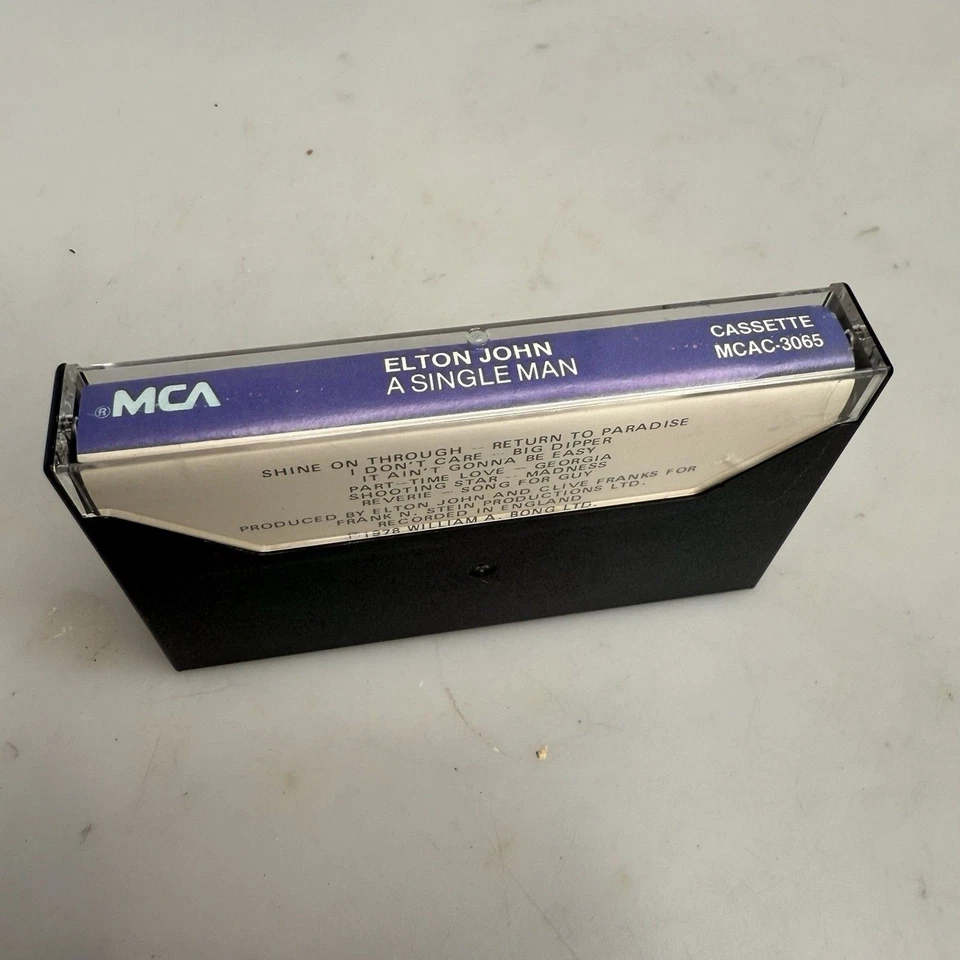 ® MCA
ELTON JOHN
A SINGLE MAN
CASSETTE
MCAC-3065
SHINE ON THROUGH — RETURN TO PARADISE
I DON'T CARE — BIG DIPPER
IT AIN'T GONNA BE EASY
PART—TIME LOVE — GEORGIA
SHOOTING STAR — MADNESS
REVERIE — SONG FOR GUY
PRODUCED BY ELTON JOHN AND CLIVE FRANKS FOR
FRANK N. STEIN PRODUCTIONS LTD.
RECORDED IN ENGLAND
1978 WILLIAM A. BONG LTD.